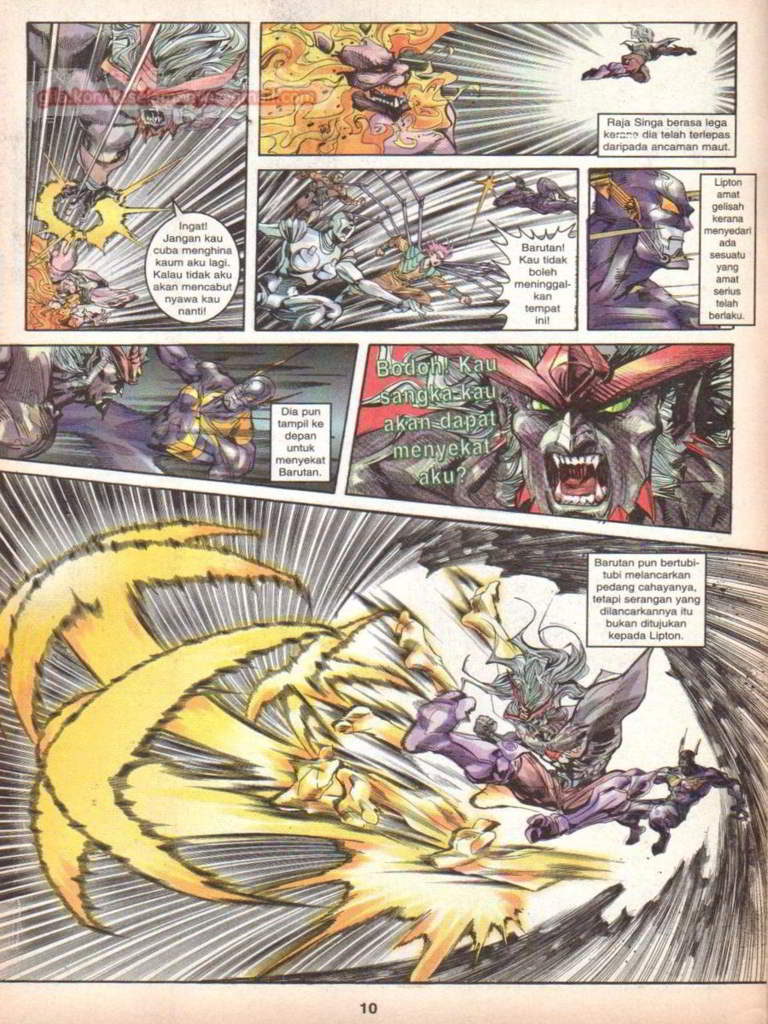 Ingat!
Jangan kau
cuba menghina
kaum aku lagi.
Kalau tidak aku
akan mencabut
nyawa kau
nanti!
Raja Singa berasa lega
kerana dia telah terlepas
daripada ancaman maut.
Barutan!
Kau tidak
boleh
meninggal-
kan
tempat
ini!
Lipton
amat
gelisah
kerana
menyedari
ada
sesuatu
yang
amat
serius
telah
berlaku.
Dia pun
tampil ke
depan
untuk
menyekat
Barutan.
Bodoh! Kau
sangka kau
akan dapat
menyekat
aku?
Barutan pun bertubi-
tubi melancarkan
pedang cahayanya,
tetapi serangan yang
dilancarkannya itu
bukan ditujukan
kepada Lipton.
10